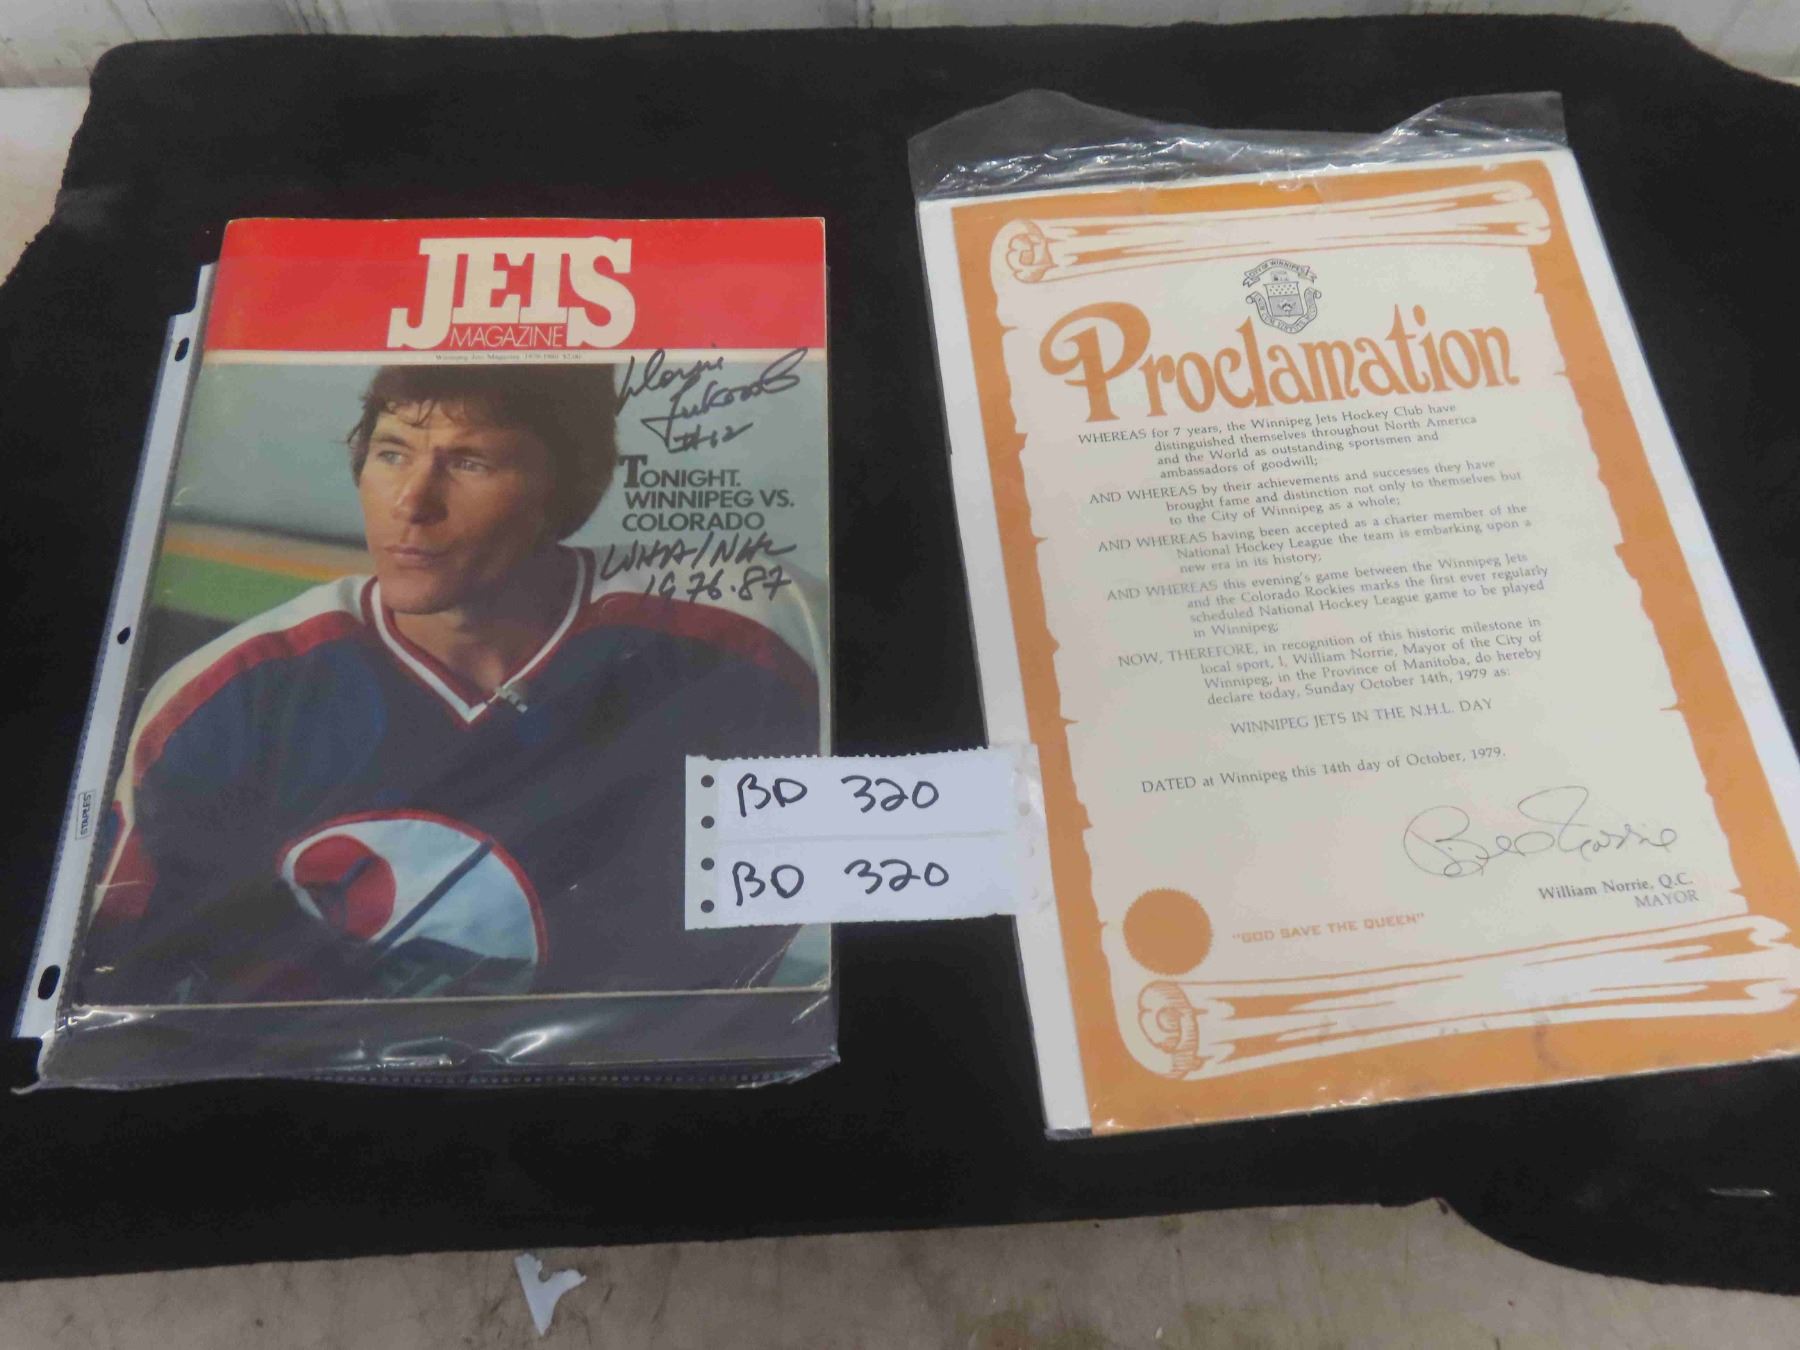 JETS
MAGAZINE
Winnipeg Jets Magazine 1979-1980 $2.00
Morris
Lukowich
#12
TONIGHT.
WINNIPEG VS.
COLORADO
WHA/NHL
1976-87
STAPLES
BD 320
BD 320
CITY OF WINNIPEG
Proclamation
WHEREAS for 7 years, the Winnipeg Jets Hockey Club have
distinguished themselves throughout North America
and the World as outstanding sportsmen and
ambassadors of goodwill;
AND WHEREAS by their achievements and successes they have
brought fame and distinction not only to themselves but
to the City of Winnipeg as a whole;
AND WHEREAS having been accepted as a charter member of the
National Hockey League the team is embarking upon a
new era in its history;
AND WHEREAS this evening's game between the Winnipeg Jets
and the Colorado Rockies marks the first ever regularly
scheduled National Hockey League game to be played
in Winnipeg;
NOW, THEREFORE, in recognition of this historic milestone in
local sport, I, William Norrie, Mayor of the City of
Winnipeg, in the Province of Manitoba, do hereby
declare today, Sunday October 14th, 1979 as:
WINNIPEG JETS IN THE N.H.L. DAY
DATED at Winnipeg this 14th day of October, 1979.
Bill Norrie
William Norrie, Q.C.
MAYOR
"GOD SAVE THE QUEEN"